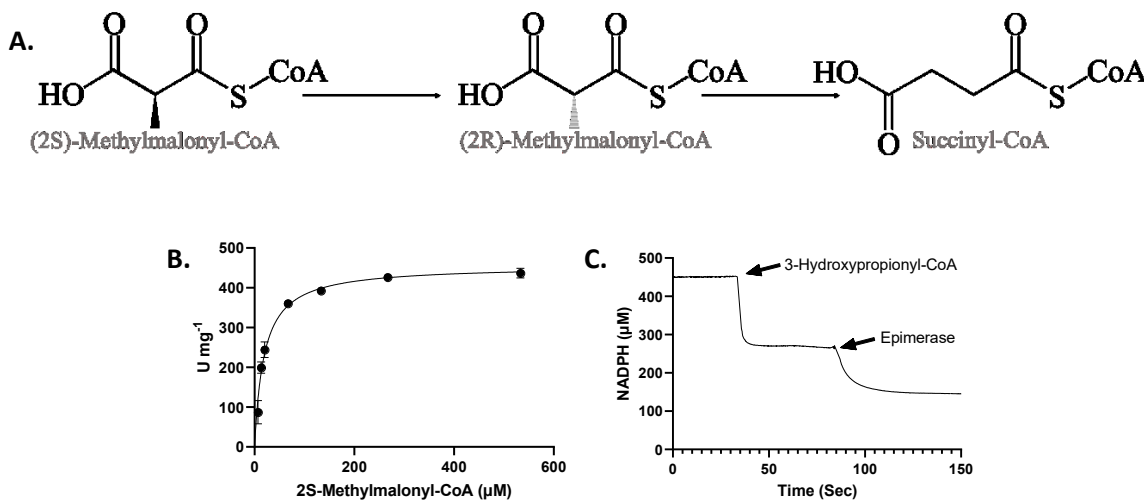 A.
O O
HO S CoA
(2S)-Methylmalonyl-CoA
O O
HO S CoA
(2R)-Methylmalonyl-CoA
O
HO S CoA
O
Succinyl-CoA
B.
500
400
300
200
100
0
U mg-1
0 200 400 600
2S-Methylmalonyl-CoA (µM)
C.
500
400
300
200
100
0
NADPH (µM)
3-Hydroxypropionyl-CoA
Epimerase
0 50 100 150
Time (Sec)